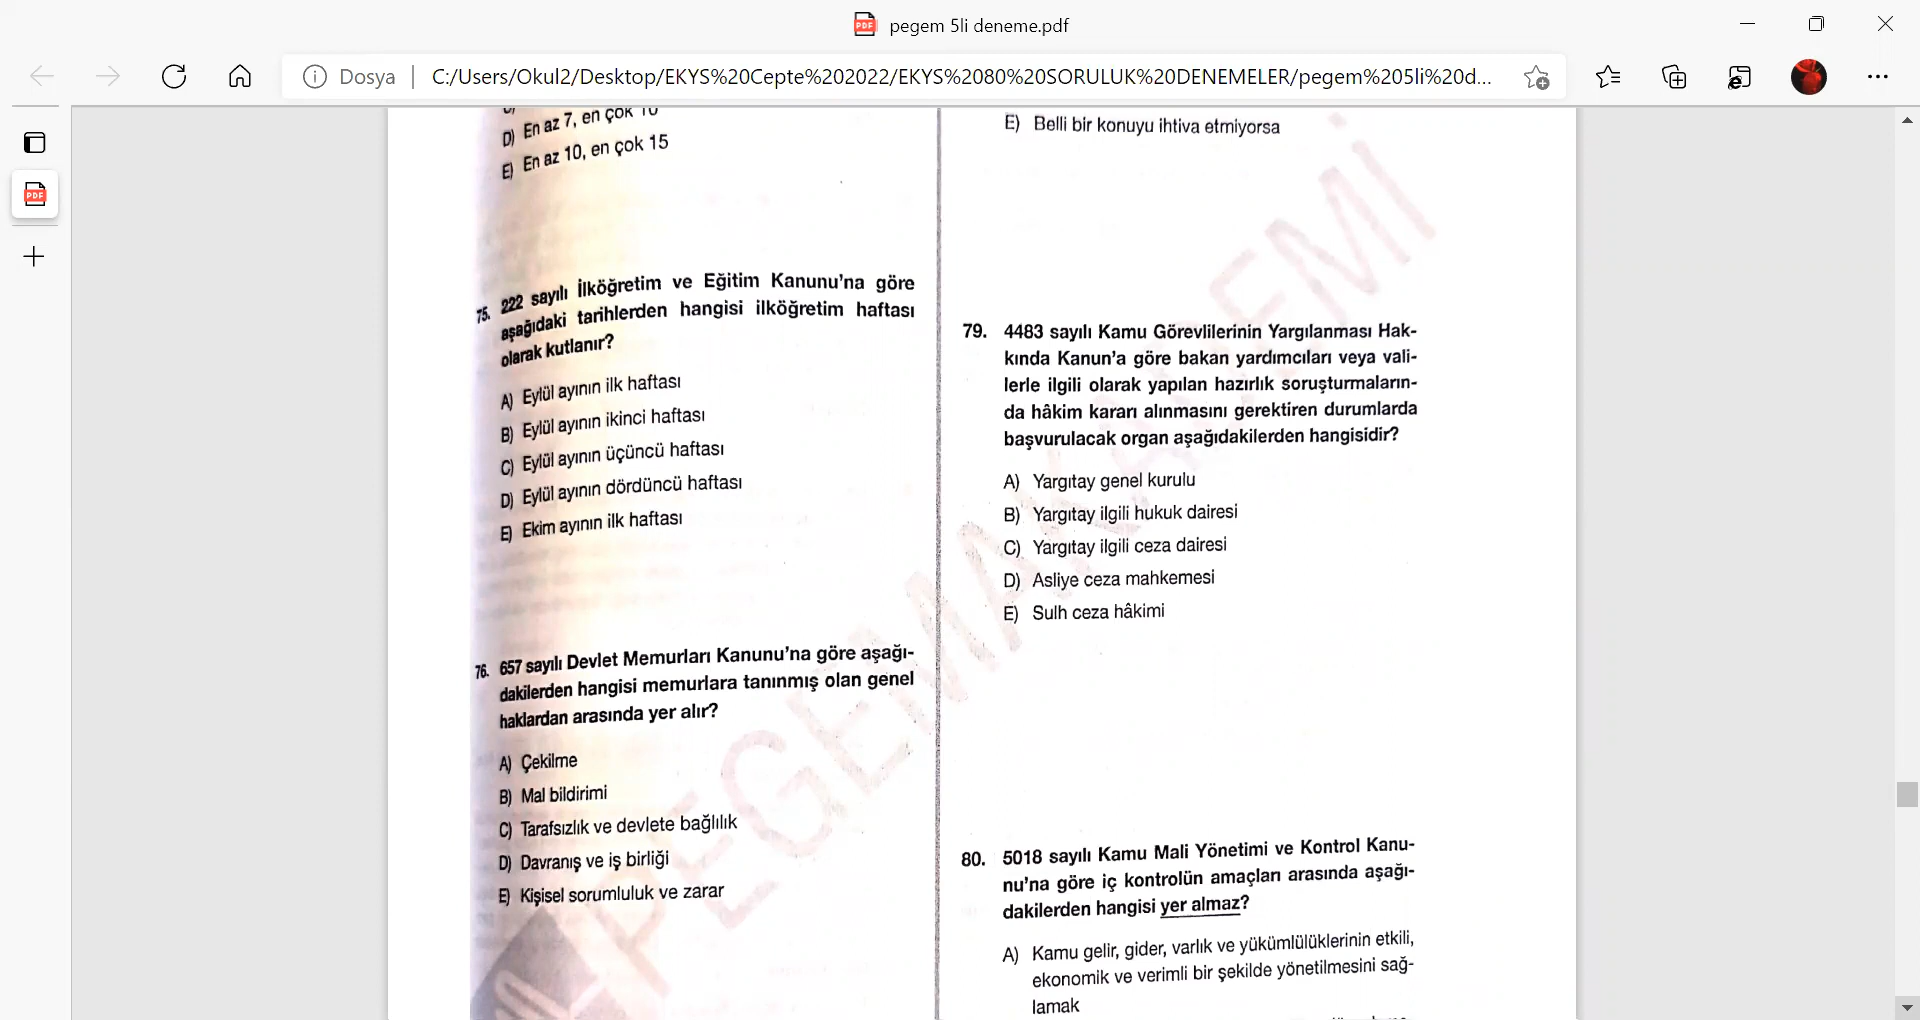 pegem 5li deneme.pdf
Dosya
C:/Users/Okul2/Desktop/EKYS%20Cepte%202022/EKYS%2080%20SORULUK%20DENEMELER/pegem%205li%20d...
D) En az 7, en çok 10
E) En az 10, en çok 15
75. 222 sayılı İlköğretim ve Eğitim Kanunu'na göre
aşağıdaki tarihlerden hangisi ilköğretim haftası
olarak kutlanır?
A) Eylül ayının ilk haftası
B) Eylül ayının ikinci haftası
C) Eylül ayının üçüncü haftası
D) Eylül ayının dördüncü haftası
E) Ekim ayının ilk haftası
76. 657 sayılı Devlet Memurları Kanunu'na göre aşağı-
dakilerden hangisi memurlara tanınmış olan genel
haklardan arasında yer alır?
A) Çekilme
B) Mal bildirimi
C) Tarafsızlık ve devlete bağlılık
D) Davranış ve iş birliği
E) Kişisel sorumluluk ve zarar
E) Belli bir konuyu ihtiva etmiyorsa
79. 4483 sayılı Kamu Görevlilerinin Yargılanması Hak-
kında Kanun'a göre bakan yardımcıları veya vali-
lerle ilgili olarak yapılan hazırlık soruşturmaların-
da hâkim kararı alınmasını gerektiren durumlarda
başvurulacak organ aşağıdakilerden hangisidir?
A) Yargıtay genel kurulu
B) Yargıtay ilgili hukuk dairesi
C) Yargıtay ilgili ceza dairesi
D) Asliye ceza mahkemesi
E) Sulh ceza hâkimi
80. 5018 sayılı Kamu Mali Yönetimi ve Kontrol Kanu-
nu'na göre iç kontrolün amaçları arasında aşağı-
dakilerden hangisi yer almaz?
A) Kamu gelir, gider, varlık ve yükümlülüklerinin etkili,
ekonomik ve verimli bir şekilde yönetilmesini sağ-
lamak
PEGEM AKADEMİ